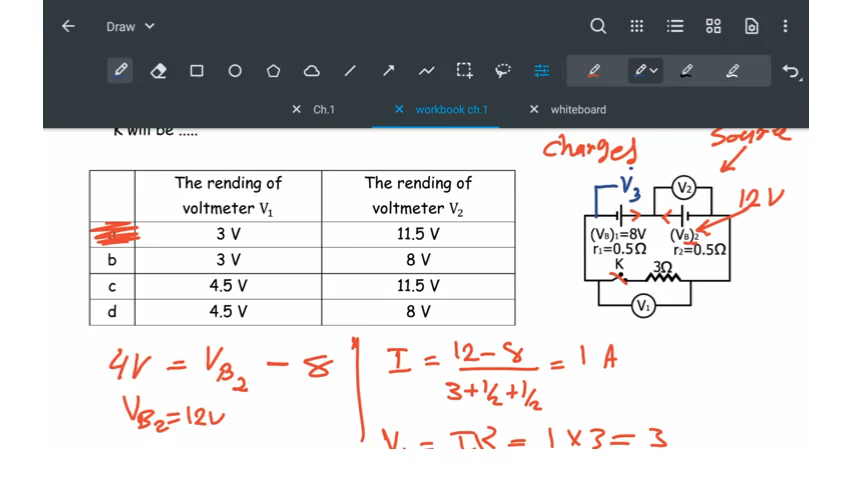 Draw
Ch.1
workbook ch.1
whiteboard
K will be .....
charges
Source
The rending of voltmeter V₁
The rending of voltmeter V₂
3 V
11.5 V
b
3 V
8 V
c
4.5 V
11.5 V
d
4.5 V
8 V
V₃
V₂
12 V
(VB)₁=8V
r₁=0.5Ω
(VB)₂
r₂=0.5Ω
K
3Ω
V₁
4V = VB₂ - 8
VB₂ = 12V
I = 12-8 / 3+½+½ = 1 A
= IR = 1 × 3 = 3